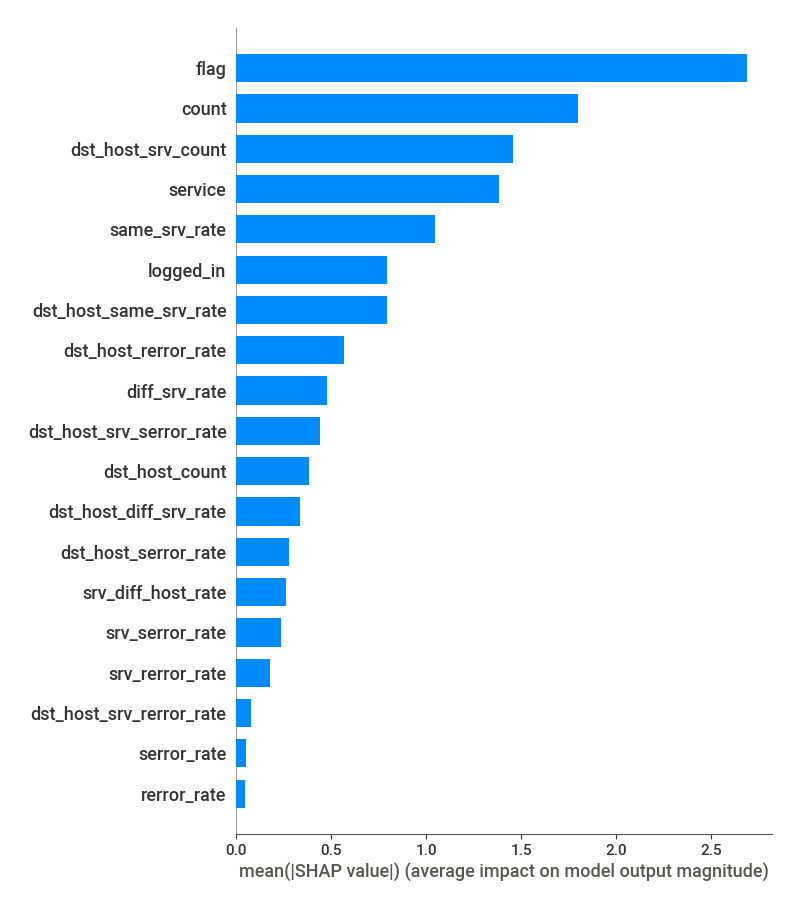 flag
count
dst_host_srv_count
service
same_srv_rate
logged_in
dst_host_same_srv_rate
dst_host_rerror_rate
diff_srv_rate
dst_host_srv_serror_rate
dst_host_count
dst_host_diff_srv_rate
dst_host_serror_rate
srv_diff_host_rate
srv_serror_rate
srv_rerror_rate
dst_host_srv_rerror_rate
serror_rate
rerror_rate
0.0 0.5 1.0 1.5 2.0 2.5
mean(|SHAP value|) (average impact on model output magnitude)